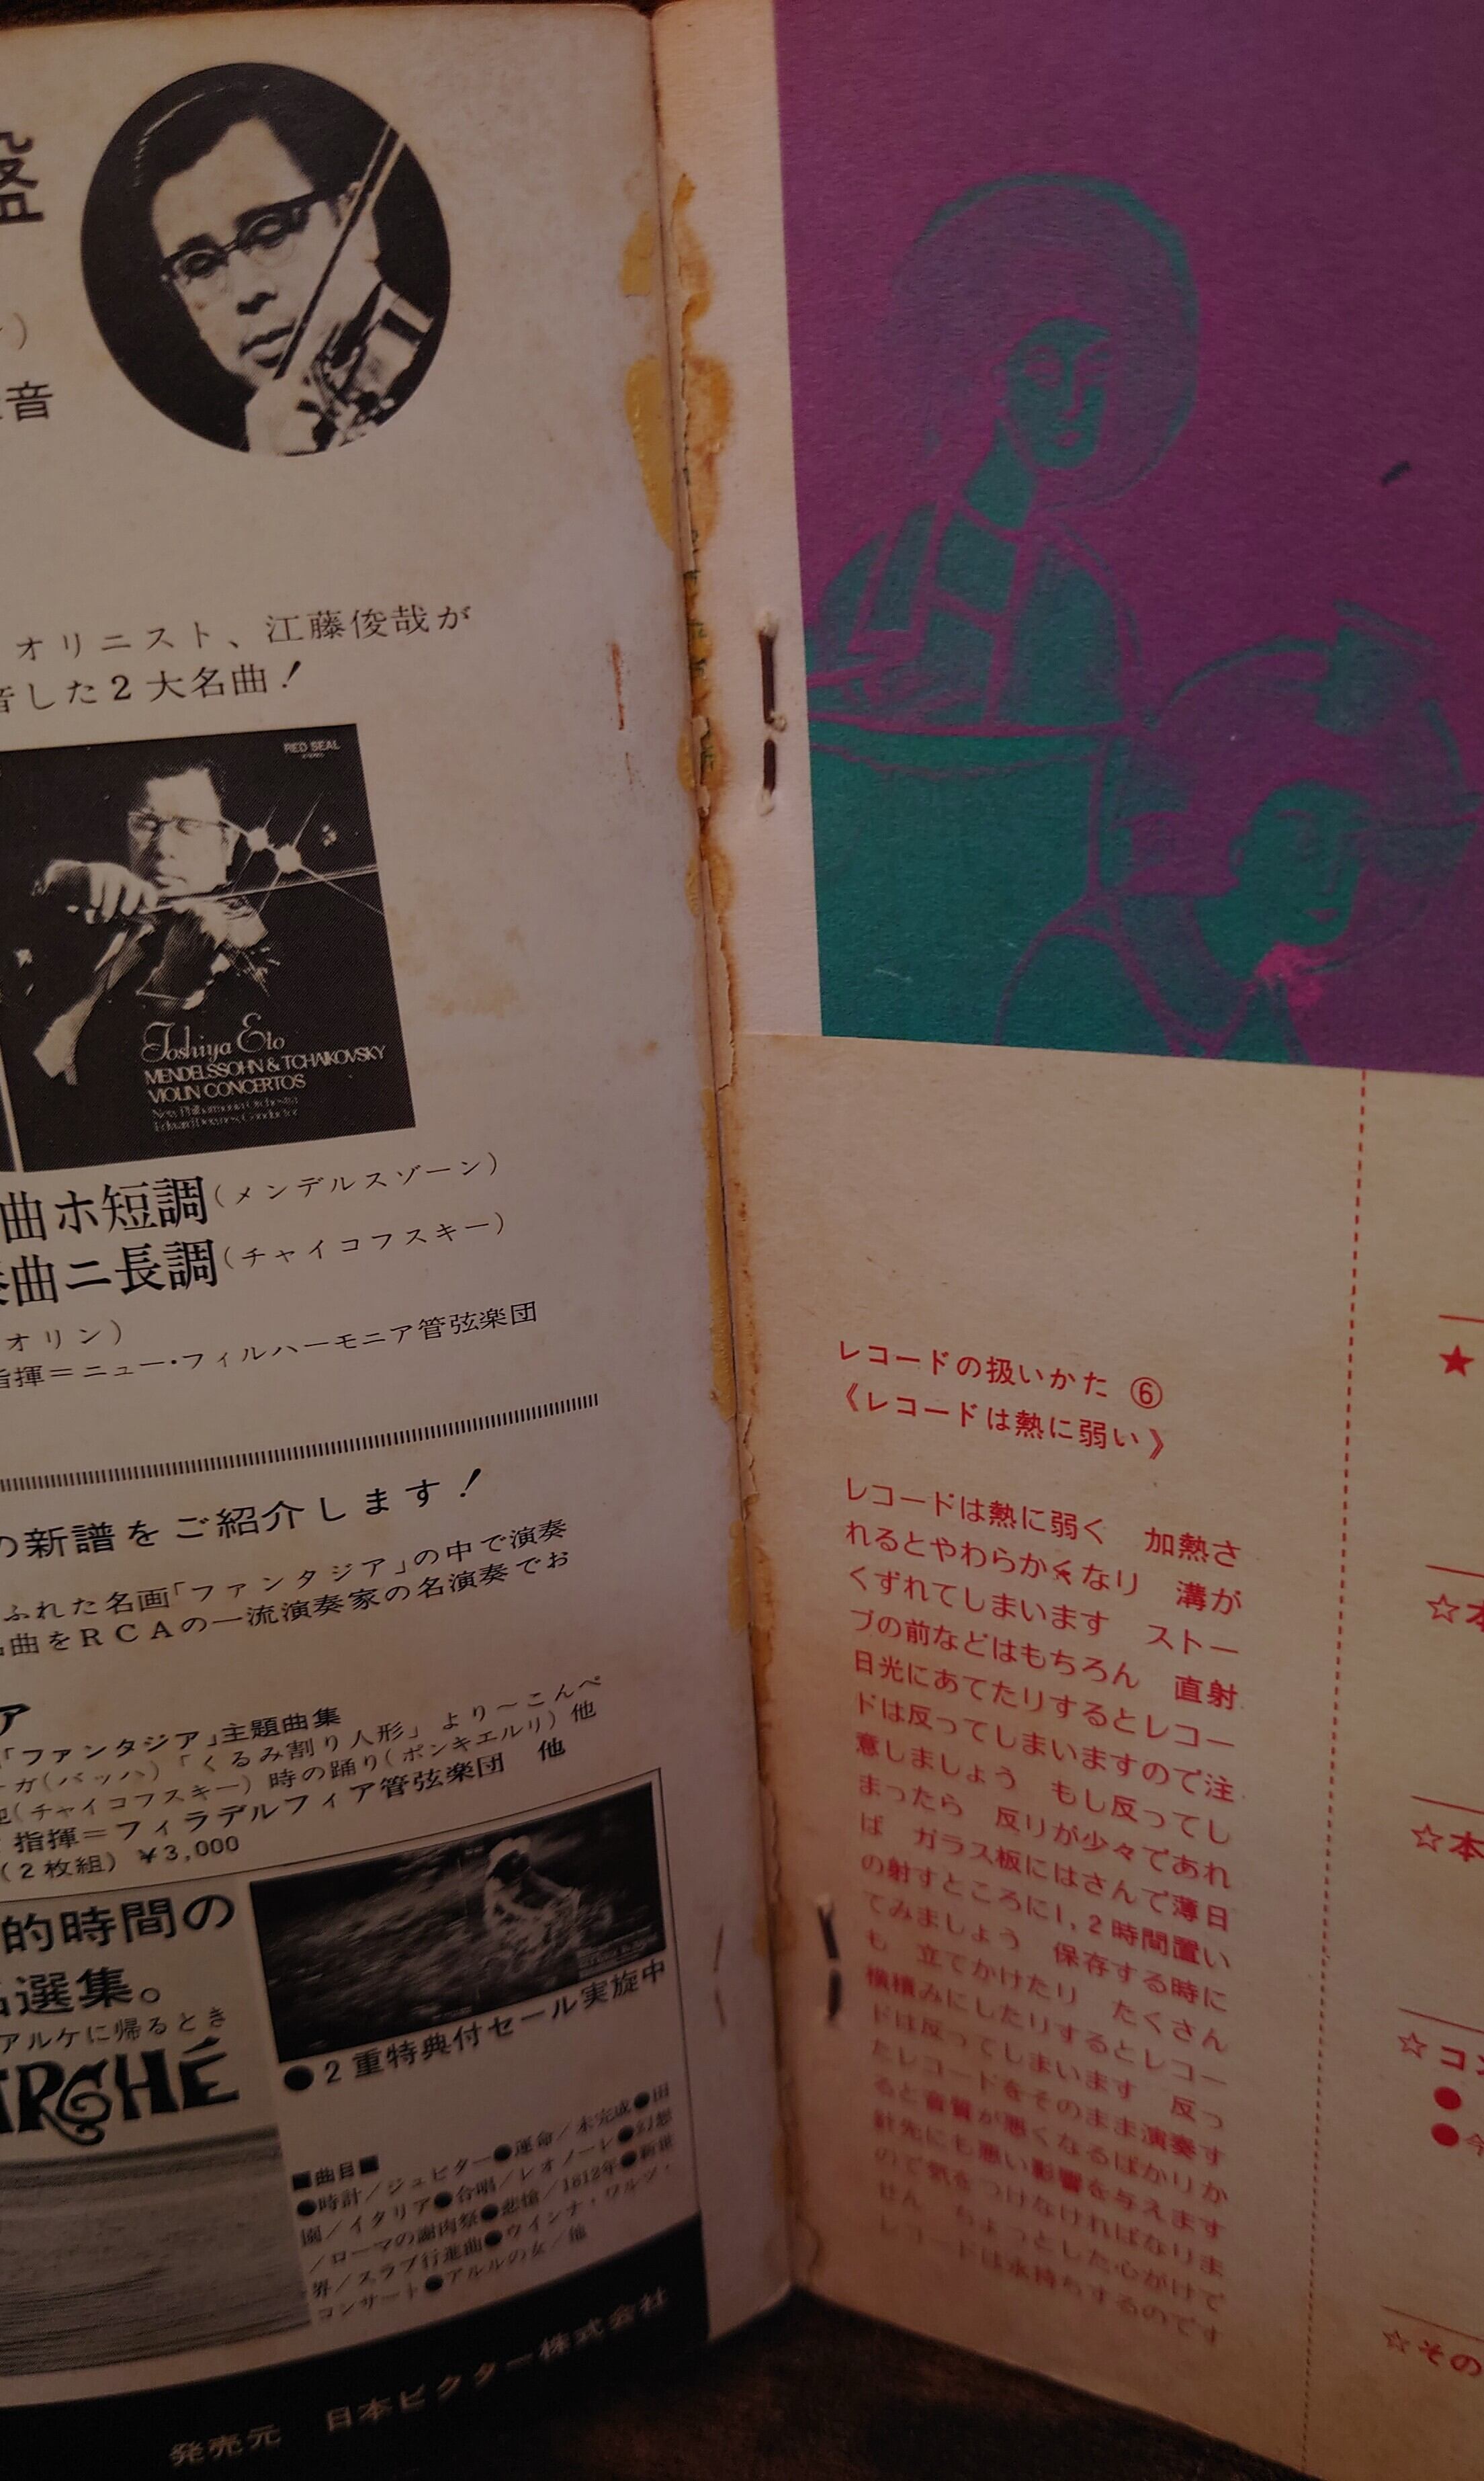 盤
音
オリニスト、江藤俊哉が
音した2大名曲!
RED SEAL
Toshiya Eto
MENDELSSOHN & TCHAIKOVSKY
VIOLIN CONCERTOS
New Philharmonia Orchestra
Edward Downes, Conductor
曲ホ短調(メンデルスゾーン)
奏曲ニ長調(チャイコフスキー)
オリン)
指揮=ニュー・フィルハーモニア管弦楽団
の新譜をご紹介します!
ふれた名画「ファンタジア」の中で演奏
名曲をRCAの一流演奏家の名演奏でお
ア
「ファンタジア」主題曲集
ーガ(バッハ)「くるみ割り人形」より〜こんぺ
他(チャイコフスキー) 時の踊り(ポンキエルリ)他
指揮=フィラデルフィア管弦楽団 他
(2枚組) ¥3,000
的時間の
名選集。
アルケに帰るとき
ARCHÉ
●2重特典付セール実施中
■曲目■
●時計/ジュピター●運命/未完成●田
園/イタリア●合唱/レオノーレ●幻想
/ローマの謝肉祭●悲愴/1812年●新世
界/スラブ行進曲●ウインナ・ワルツ・
コンサート●アルルの女/他
発売元 日本ビクター株式会社
レコードの扱いかた ⑥
《レコードは熱に弱い》
レコードは熱に弱く 加熱さ
れるとやわらかくなり 溝が
くずれてしまいます ストー
ブの前などはもちろん 直射
日光にあてたりするとレコー
ドは反ってしまいますので注
意しましょう もし反ってし
まったら 反りが少々であれ
ば ガラス板にはさんで薄日
の射すところに1,2時間置い
てみましょう 保存する時に
も 立てかけたり たくさん
横積みにしたりするとレコー
ドは反ってしまいます 反っ
たレコードをそのまま演奏す
ると音質が悪くなるばかりか
針先にも悪い影響を与えます
ので気をつけなければなりま
せん ちょっとした心がけで
レコードは永持ちするのです
★
☆本
☆本
☆コン
●
●今
☆その